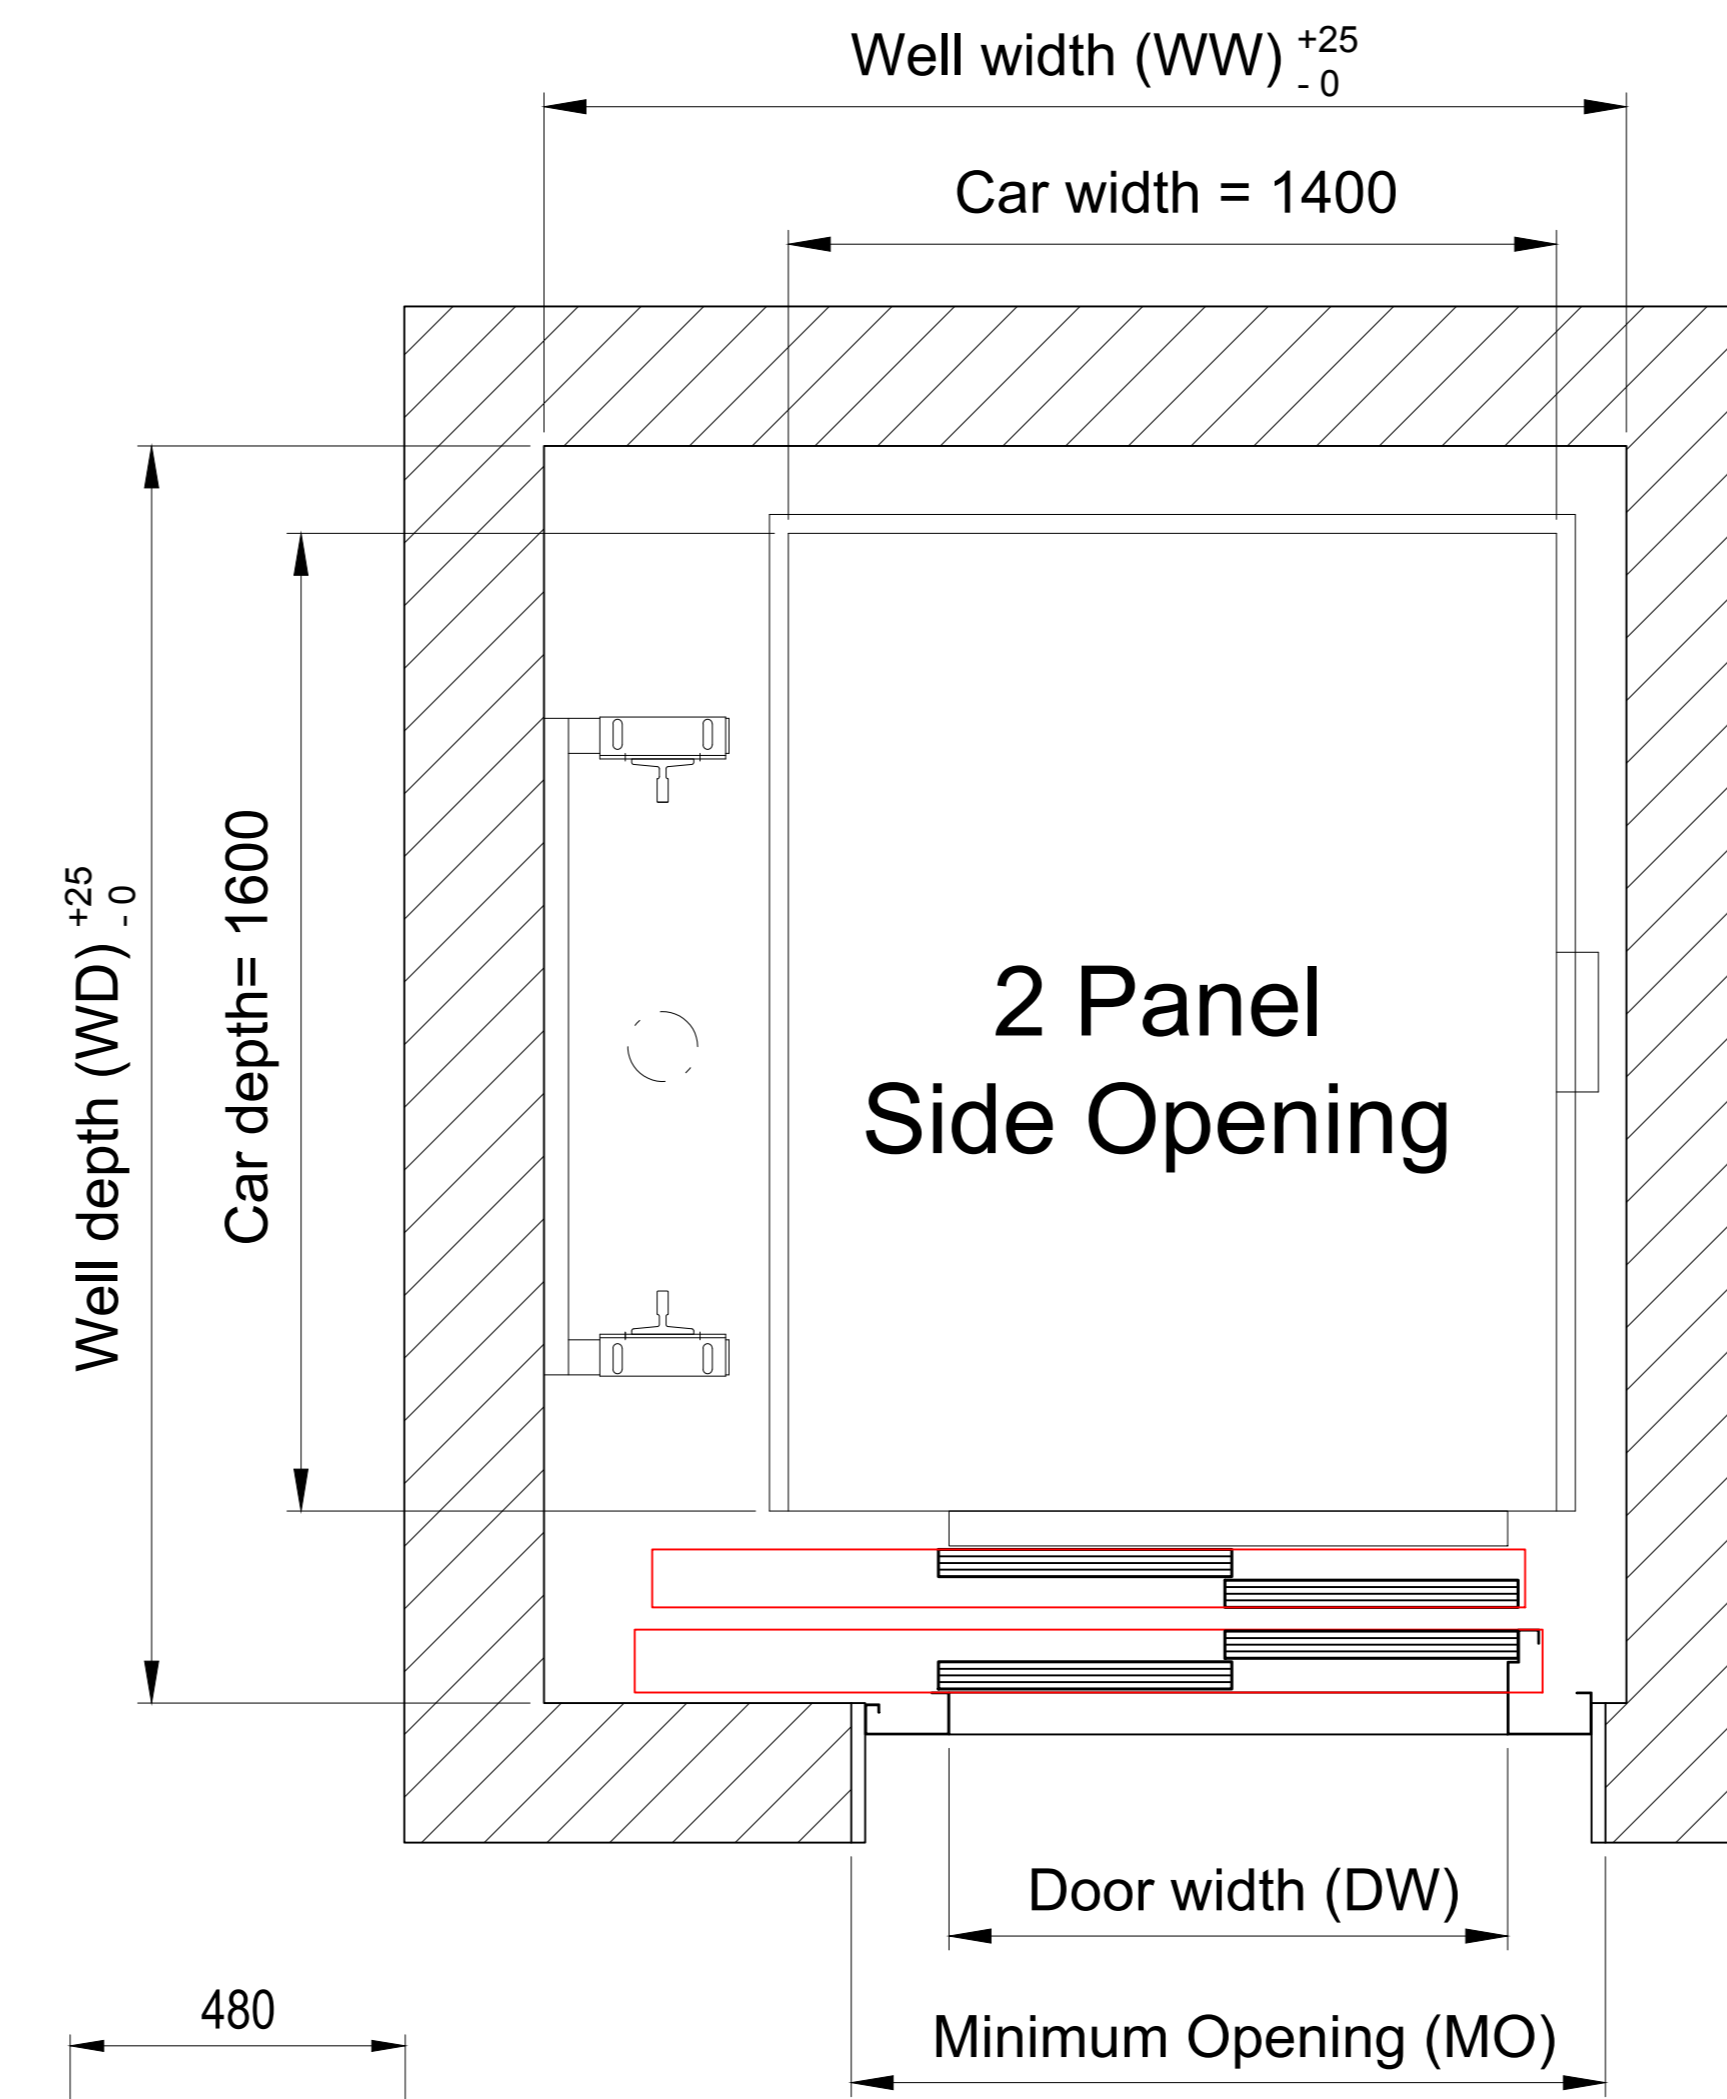 Well width (WW) +25
- 0
Car width = 1400
Well depth (WD) +25
- 0
Car depth= 1600
2 Panel
Side Opening
Door width (DW)
480
Minimum Opening (MO)